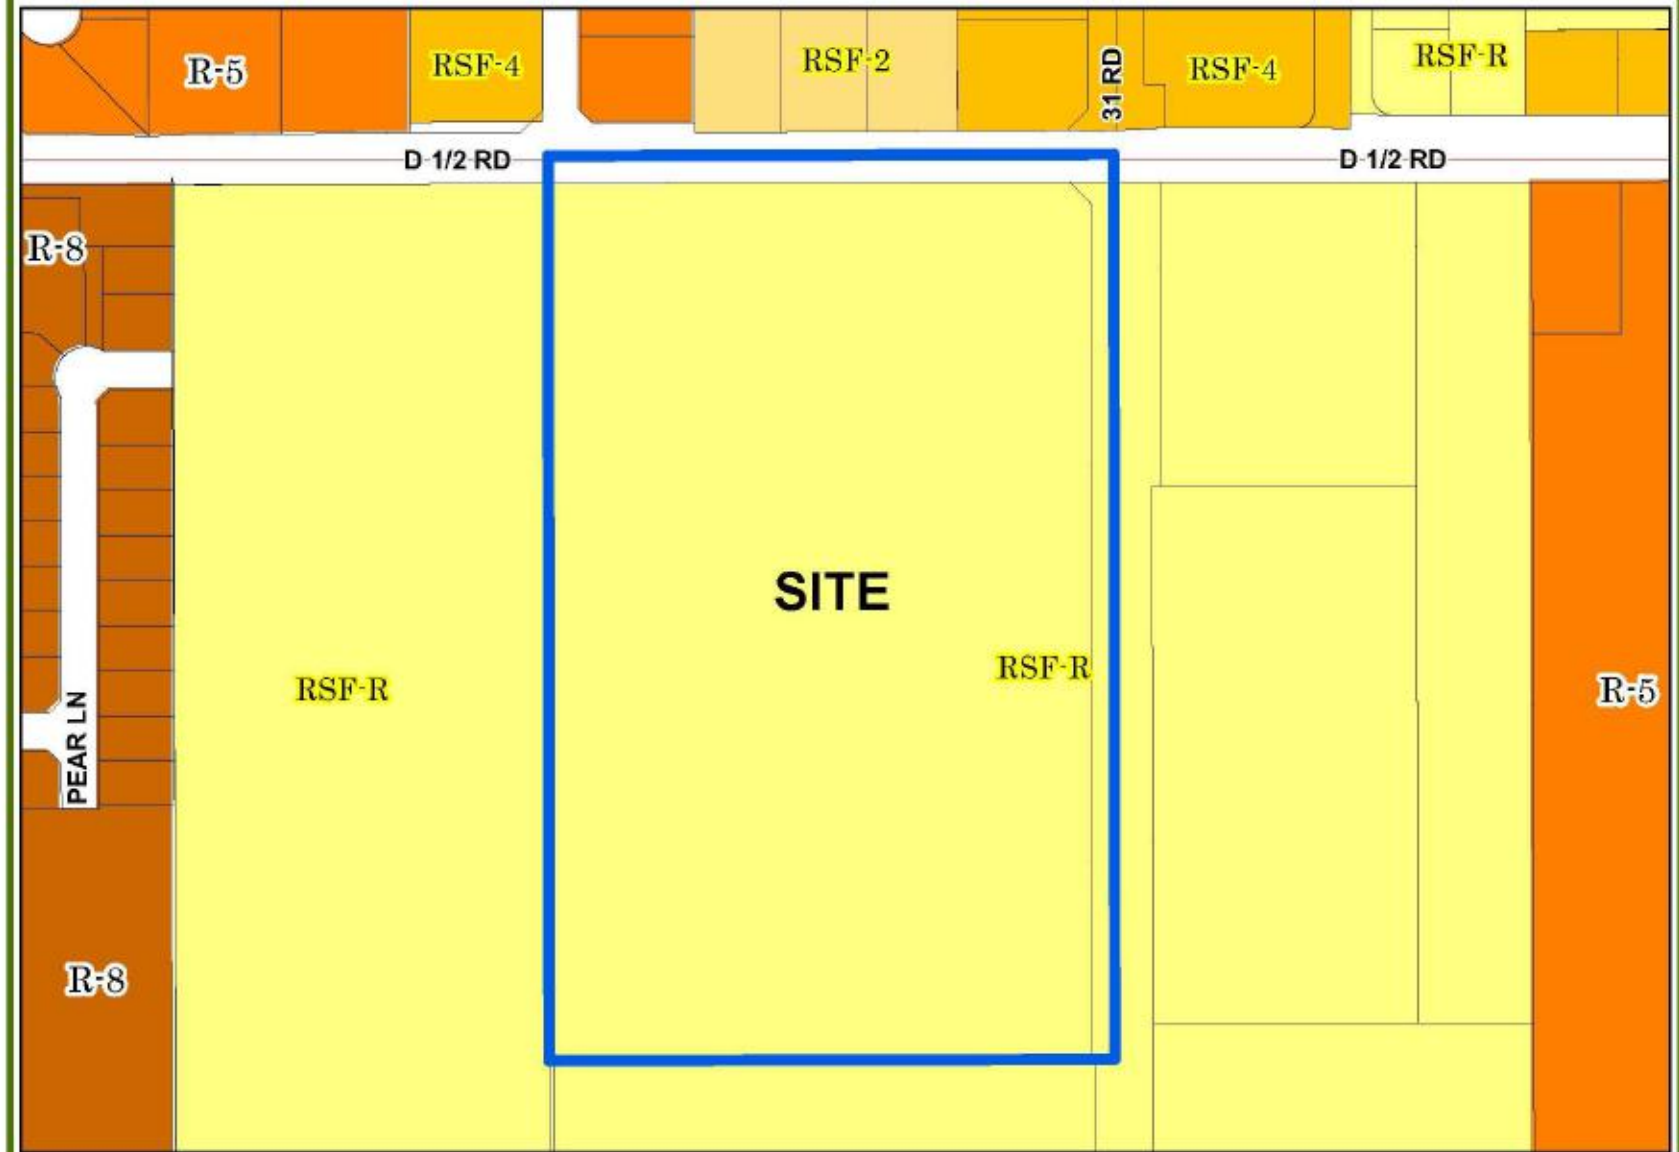 R-5
RSF-4
RSF-2
31 RD
RSF-4
RSF-R
D 1/2 RD
D 1/2 RD
R-8
SITE
RSF-R
RSF-R
R-5
PEAR LN
R-8